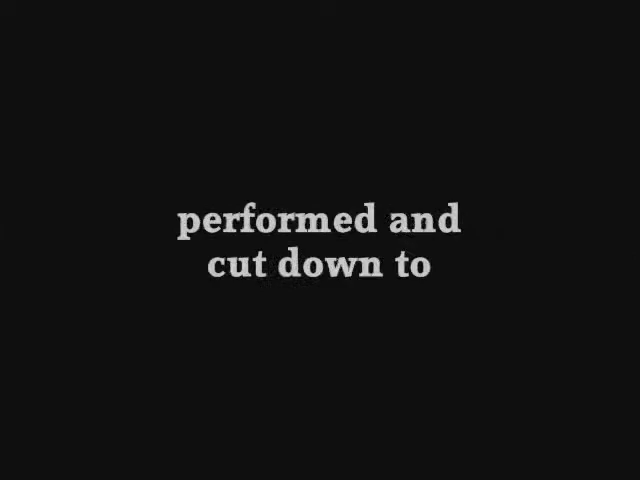 performed and
cut down to